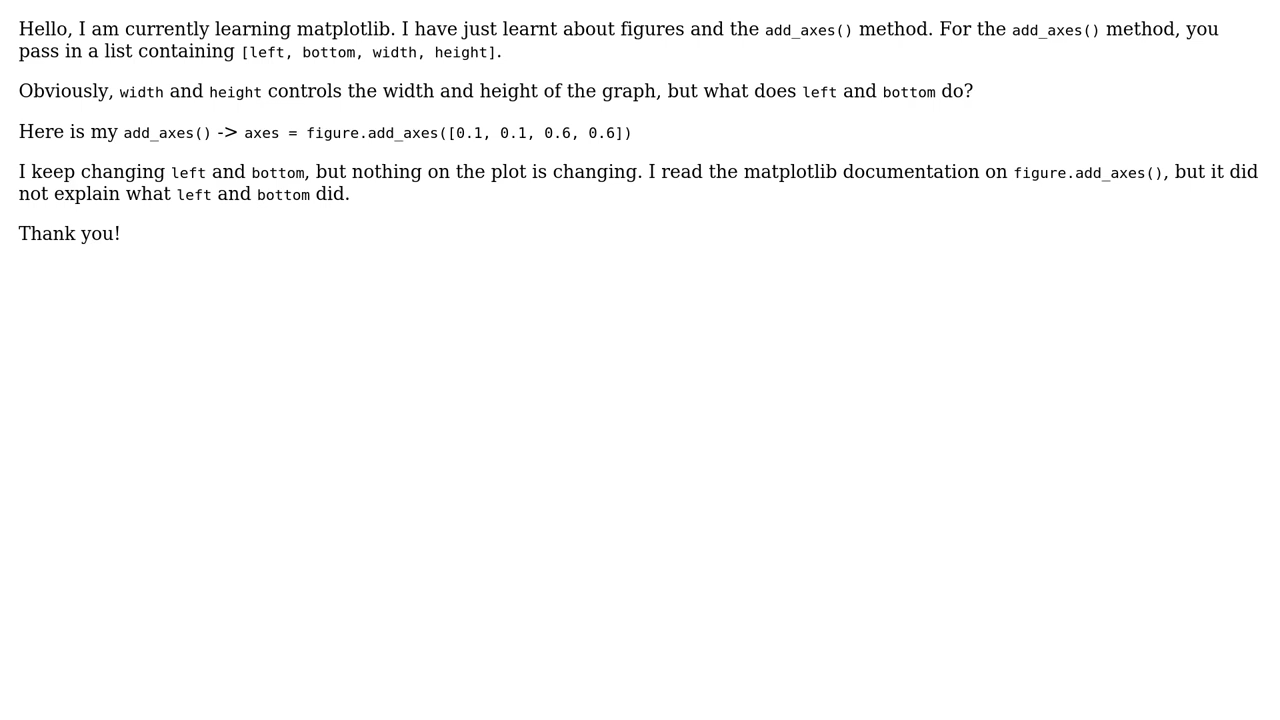 Hello, I am currently learning matplotlib. I have just learnt about figures and the add_axes() method. For the add_axes() method, you
pass in a list containing [left, bottom, width, height].
Obviously, width and height controls the width and height of the graph, but what does left and bottom do?
Here is my add_axes() -> axes = figure.add_axes([0.1, 0.1, 0.6, 0.6])
I keep changing left and bottom, but nothing on the plot is changing. I read the matplotlib documentation on figure.add_axes(), but it did
not explain what left and bottom did.
Thank you!